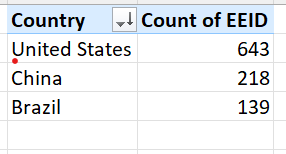 Country Count of EEID
United States 643
China 218
Brazil 139